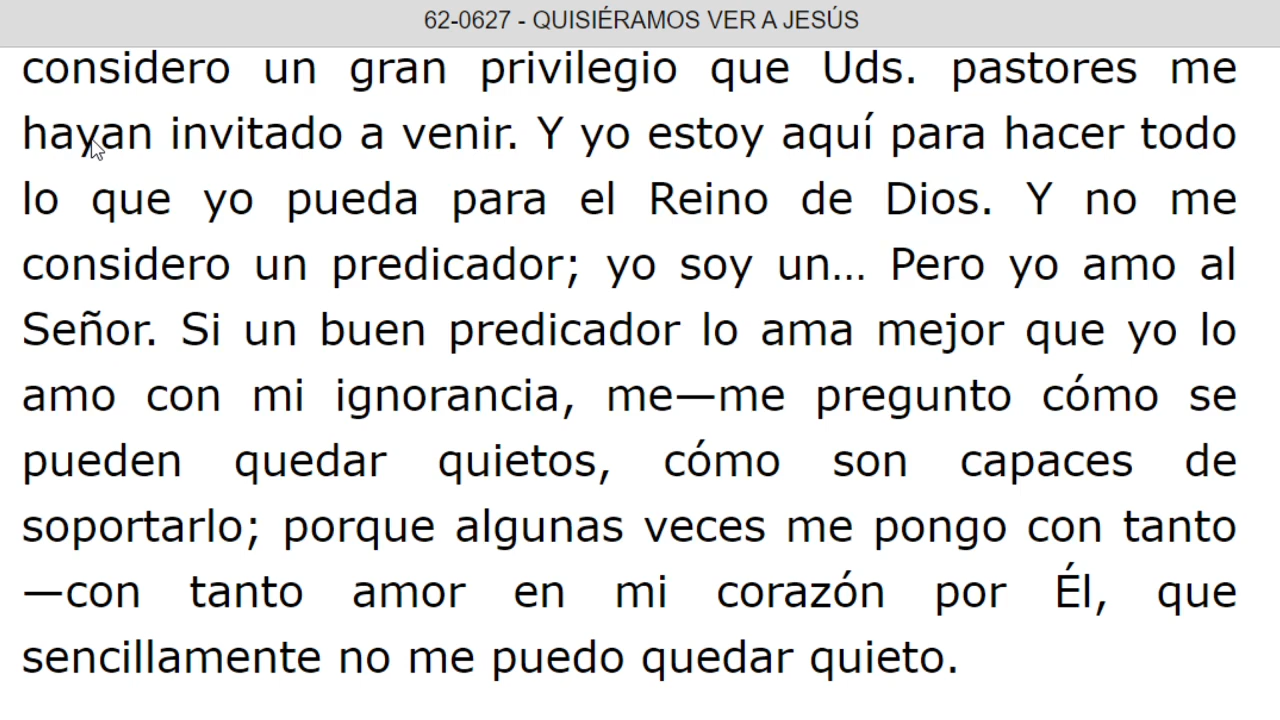 62-0627 - QUISIÉRAMOS VER A JESÚS
considero un gran privilegio que Uds. pastores me
hayan invitado a venir. Y yo estoy aquí para hacer todo
lo que yo pueda para el Reino de Dios. Y no me
considero un predicador; yo soy un… Pero yo amo al
Señor. Si un buen predicador lo ama mejor que yo lo
amo con mi ignorancia, me—me pregunto cómo se
pueden quedar quietos, cómo son capaces de
soportarlo; porque algunas veces me pongo con tanto
—con tanto amor en mi corazón por Él, que
sencillamente no me puedo quedar quieto.